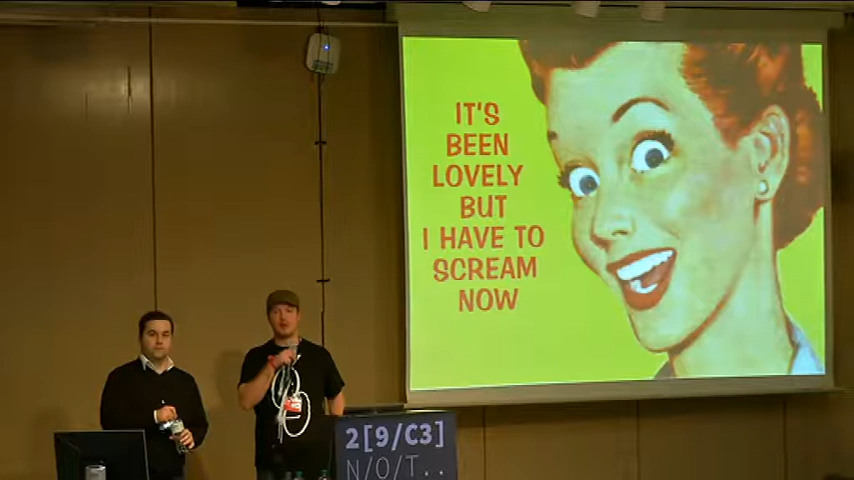 IT'S
BEEN
LOVELY
BUT
I HAVE TO
SCREAM
NOW
2[9/C3]
N/O/T..